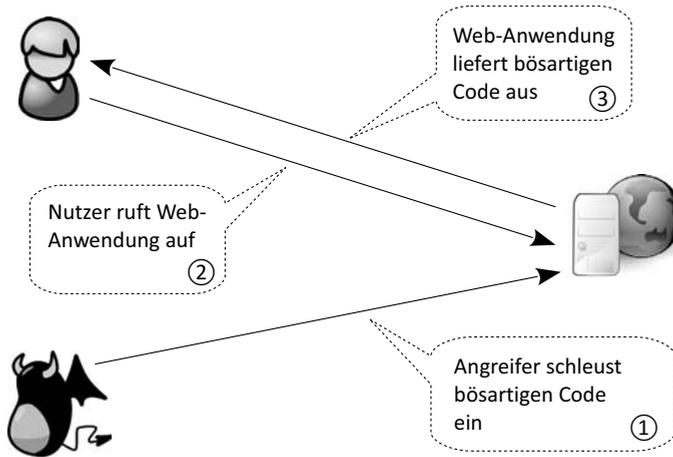 Web-Anwendung
liefert bösartigen
Code aus ③
Nutzer ruft Web-
Anwendung auf
②
Angreifer schleust
bösartigen Code
ein ①